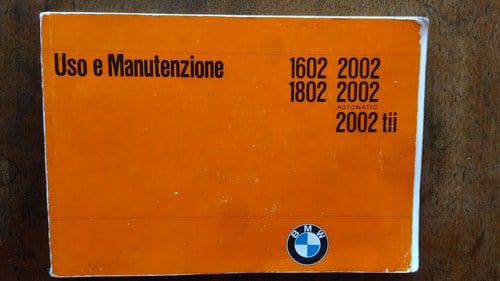 Uso e Manutenzione
1602 2002
1802 2002
AUTOMATIC
2002 tii
BMW